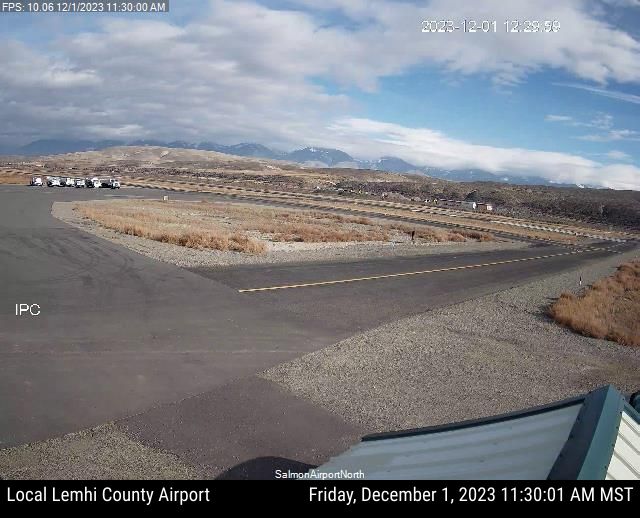 FPS: 10.06 12/1/2023 11:30:00 AM
2023-12-01 12:29:59
IPC
SalmonAirportNorth
Local Lemhi County Airport
Friday, December 1, 2023 11:30:01 AM MST